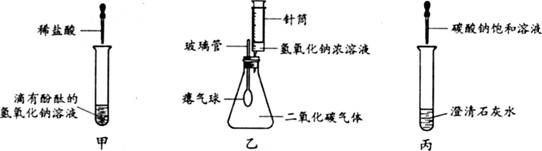 稀盐酸
滴有酚酞的
氢氧化钠溶液
甲
针筒
玻璃管
氢氧化钠浓溶液
瘪气球
二氧化碳气体
乙
碳酸钠饱和溶液
澄清石灰水
丙